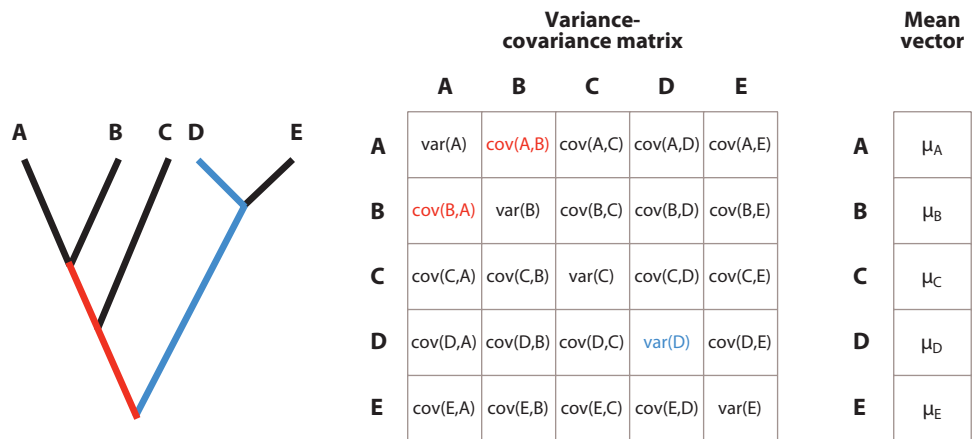 Variance-
covariance matrix
Mean
vector
A B C D E
A B C D E
A var(A) cov(A,B) cov(A,C) cov(A,D) cov(A,E) A μA
B cov(B,A) var(B) cov(B,C) cov(B,D) cov(B,E) B μB
C cov(C,A) cov(C,B) var(C) cov(C,D) cov(C,E) C μC
D cov(D,A) cov(D,B) cov(D,C) var(D) cov(D,E) D μD
E cov(E,A) cov(E,B) cov(E,C) cov(E,D) var(E) E μE